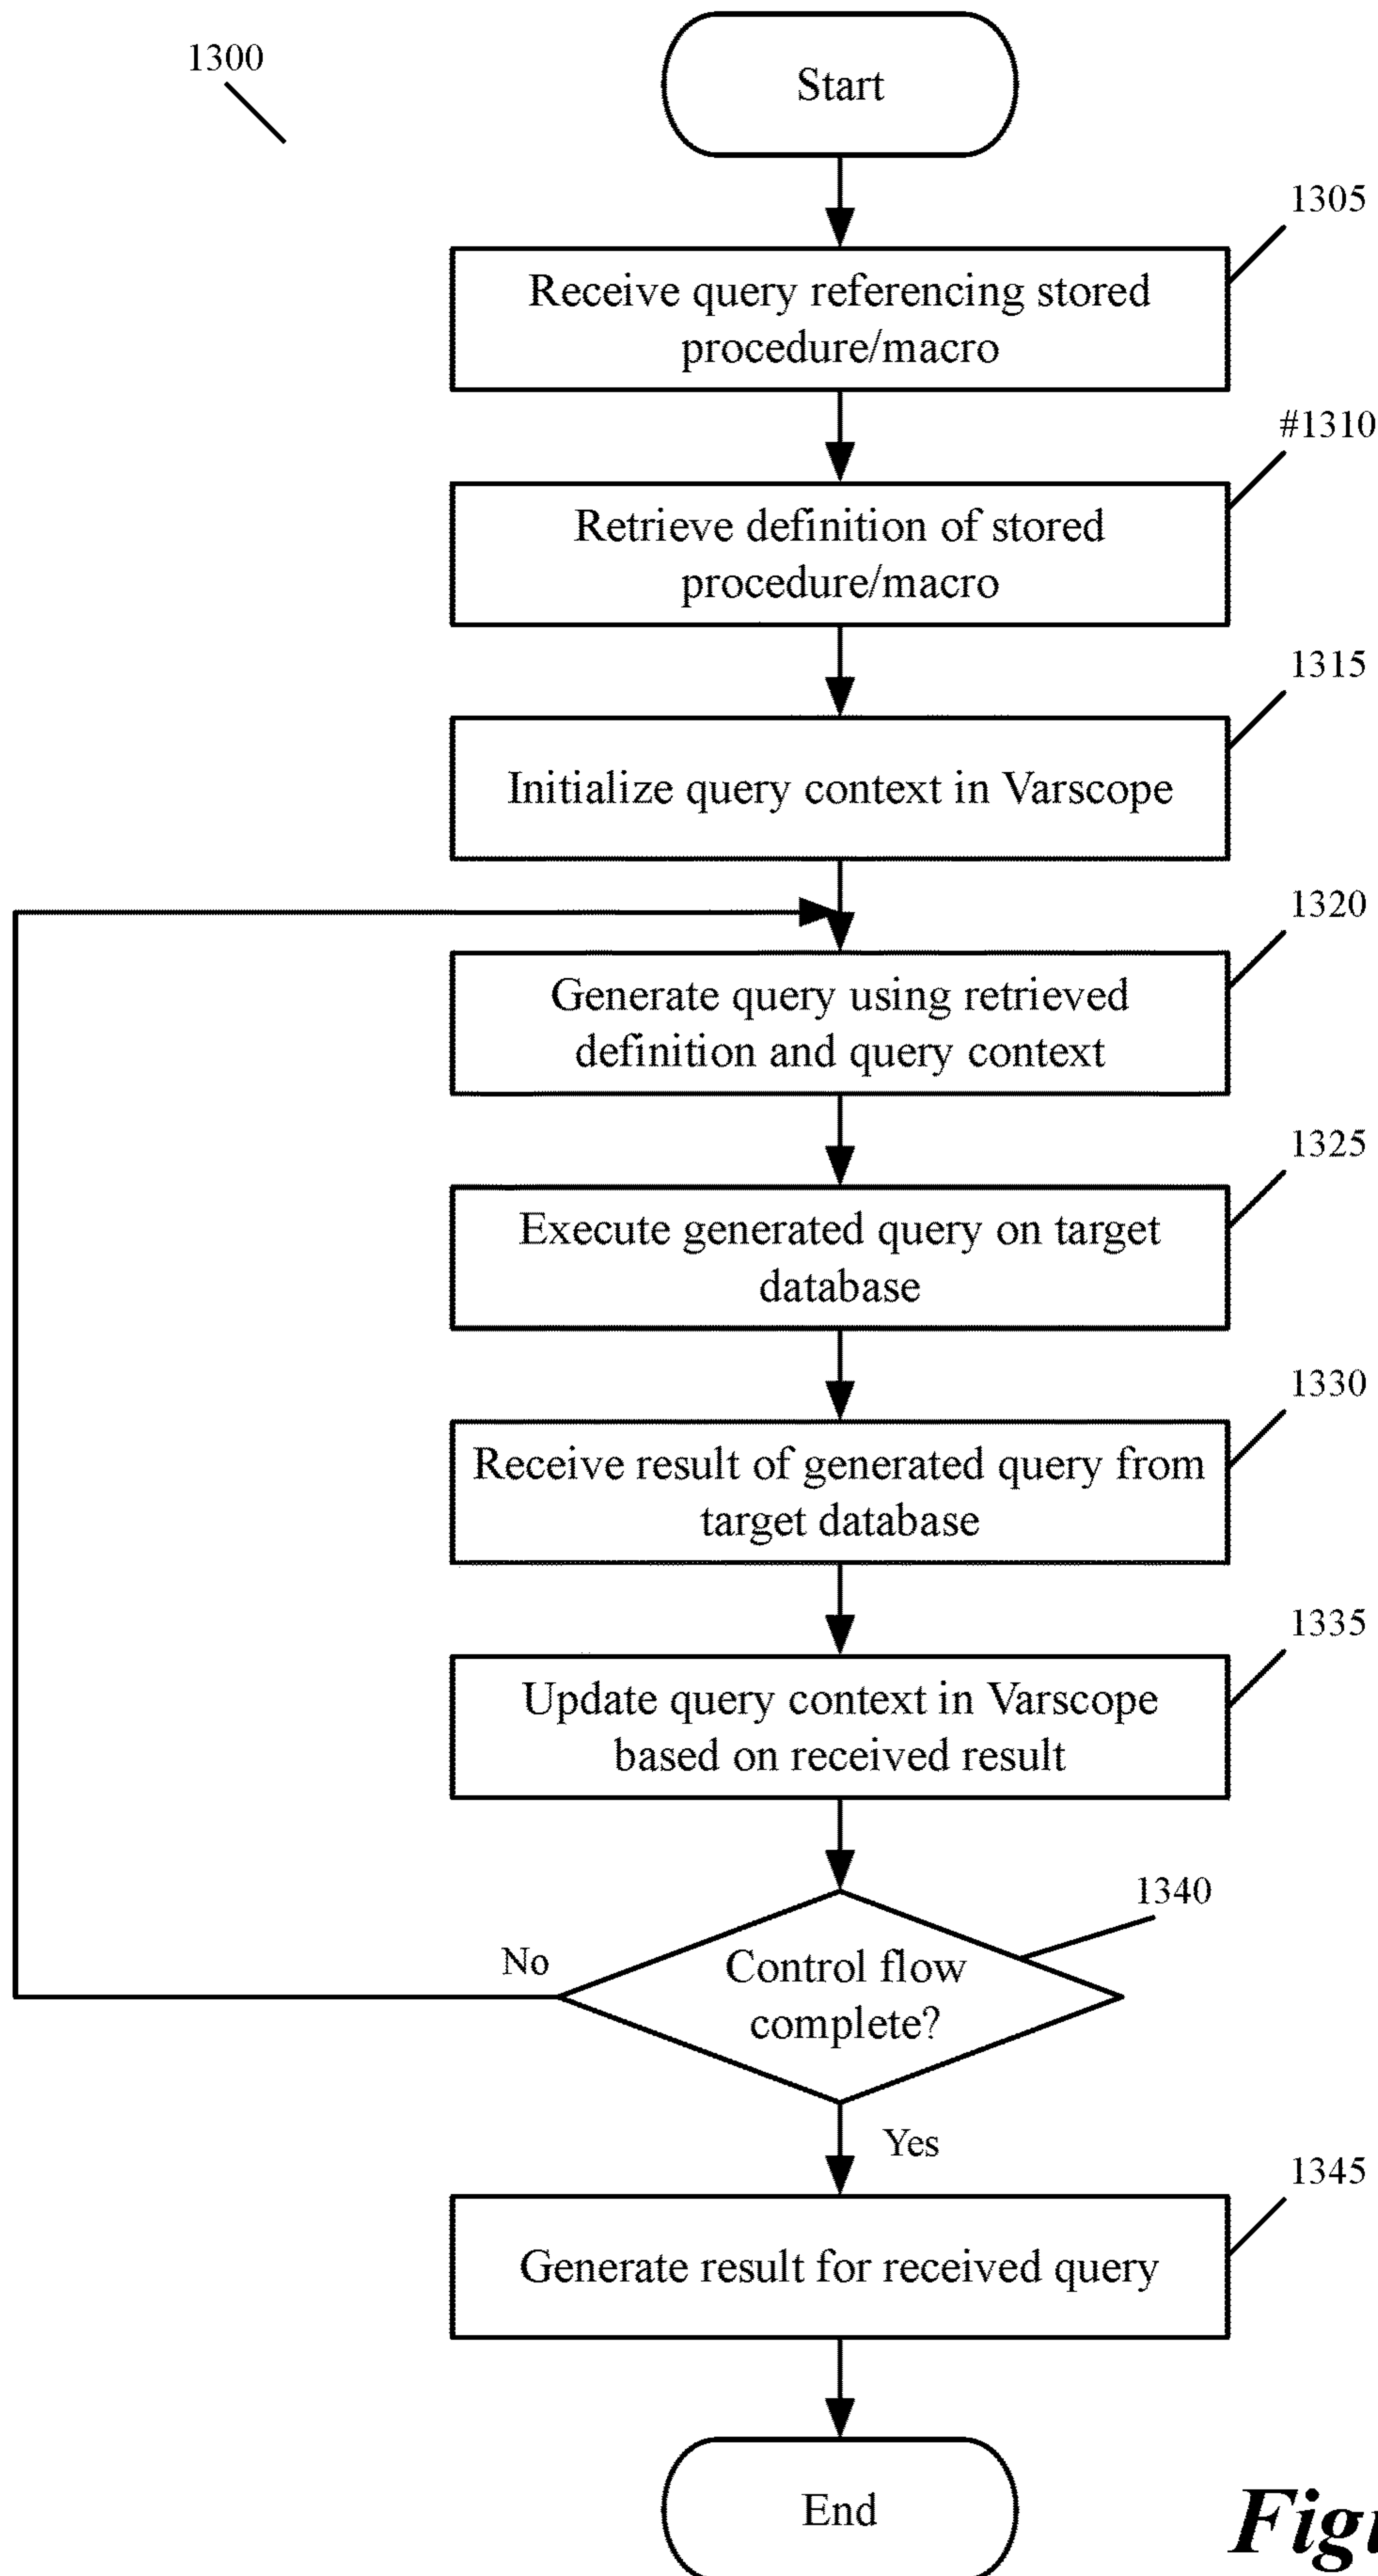 1300
Start
1305
Receive query referencing stored
procedure/macro
#1310
Retrieve definition of stored
procedure/macro
1315
Initialize query context in Varscope
1320
Generate query using retrieved
definition and query context
1325
Execute generated query on target
database
1330
Receive result of generated query from
target database
1335
Update query context in Varscope
based on received result
1340
No
Control flow
complete?
Yes
1345
Generate result for received query
End